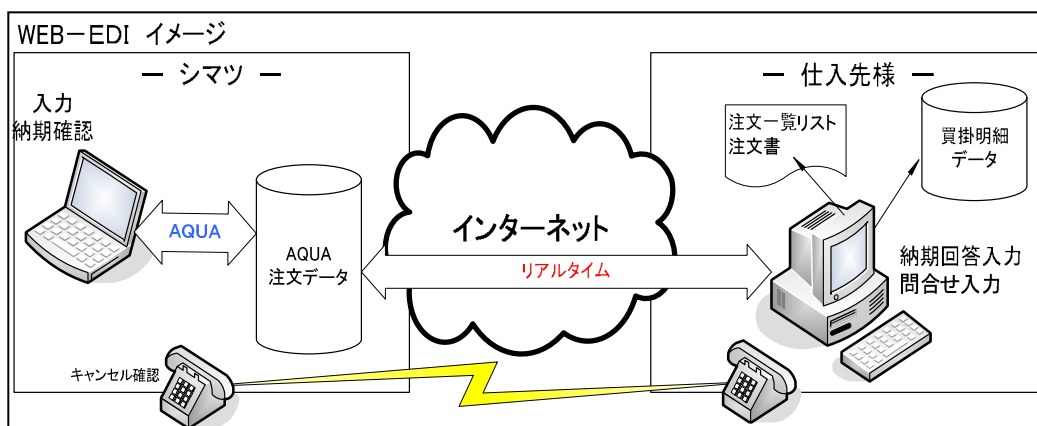 WEB－EDI イメージ
― シマツ ―
入力
納期確認
AQUA
AQUA
注文データ
キャンセル確認
インターネット
リアルタイム
― 仕入先様 ―
注文一覧リスト
注文書
買掛明細
データ
納期回答入力
問合せ入力